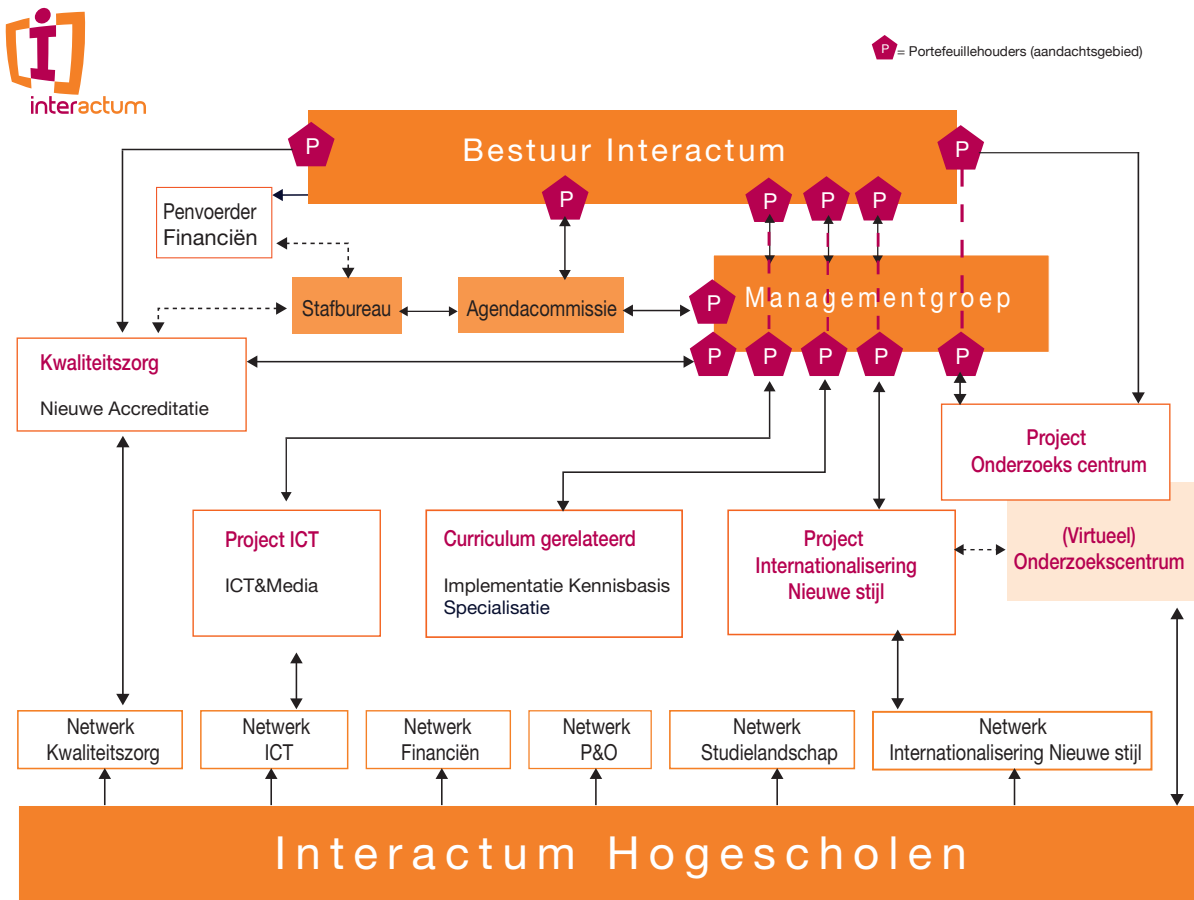 interactum
P = Portefeuillehouders (aandachtsgebied)
P
Bestuur Interactum
P
P
P
P
P
Penvoerder
Financiën
Stafbureau
Agendacommissie
P
Managementgroep
P
P
P
P
P
Kwaliteitszorg
Nieuwe Accreditatie
Project
Onderzoeks centrum
Project ICT
ICT&Media
Curriculum gerelateerd
Implementatie Kennisbasis
Specialisatie
Project
Internationalisering
Nieuwe stijl
(Virtueel)
Onderzoekscentrum
Netwerk
Kwaliteitszorg
Netwerk
ICT
Netwerk
Financiën
Netwerk
P&O
Netwerk
Studielandschap
Netwerk
Internationalisering Nieuwe stijl
Interactum Hogescholen